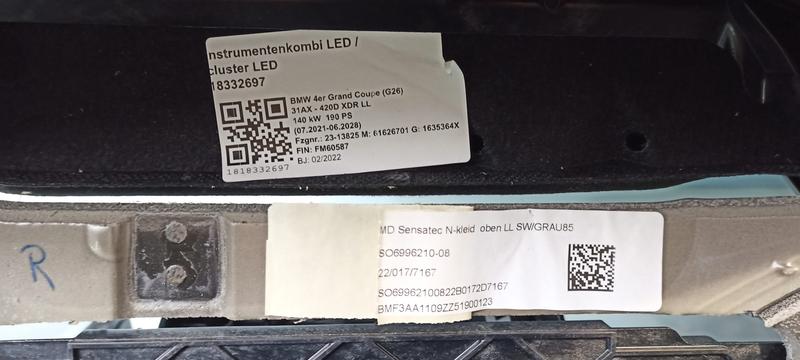 nstrumentenkombi LED /
cluster LED
18332697
BMW 4er Grand Coupe (G26)
31AX - 420D XDR LL
140 kW 190 PS
(07.2021-06.2028)
Fzgnr.: 23-13825 M: 61626701 G: 1635364X
FIN: FM60587
BJ: 02/2022
1818332697
R
MD Sensatec N-kleid oben LL SW/GRAU85
SO6996210-08
22/017/7167
SO69962100822B0172D7167
BMF3AA1109ZZ51900123